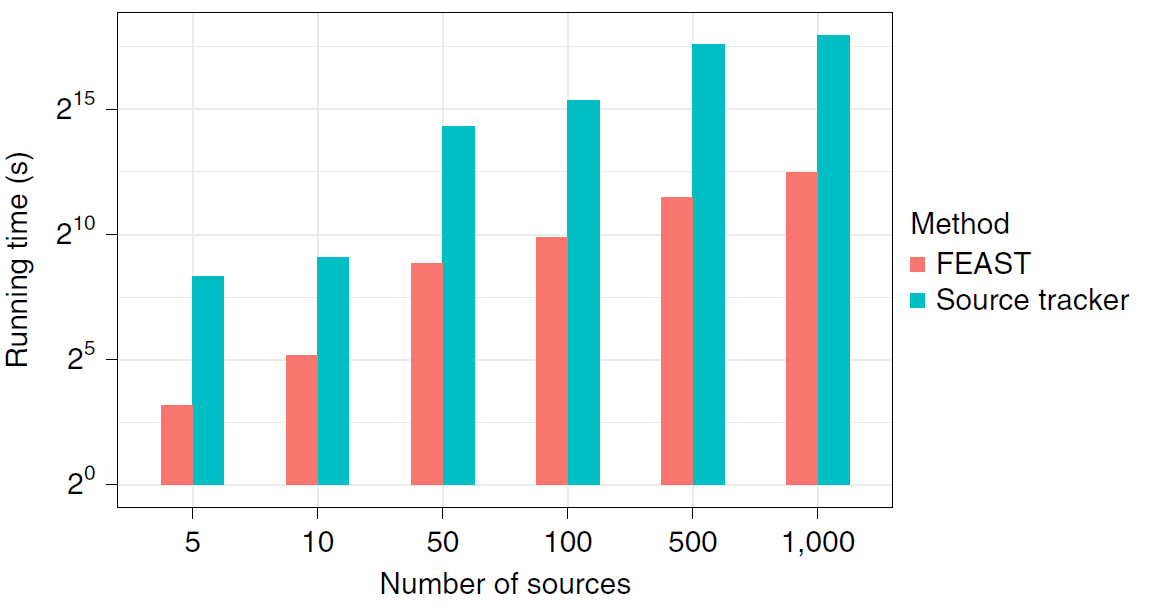 Running time (s)
2^15
2^10
2^5
2^0
5 10 50 100 500 1,000
Number of sources
Method
FEAST
Source tracker